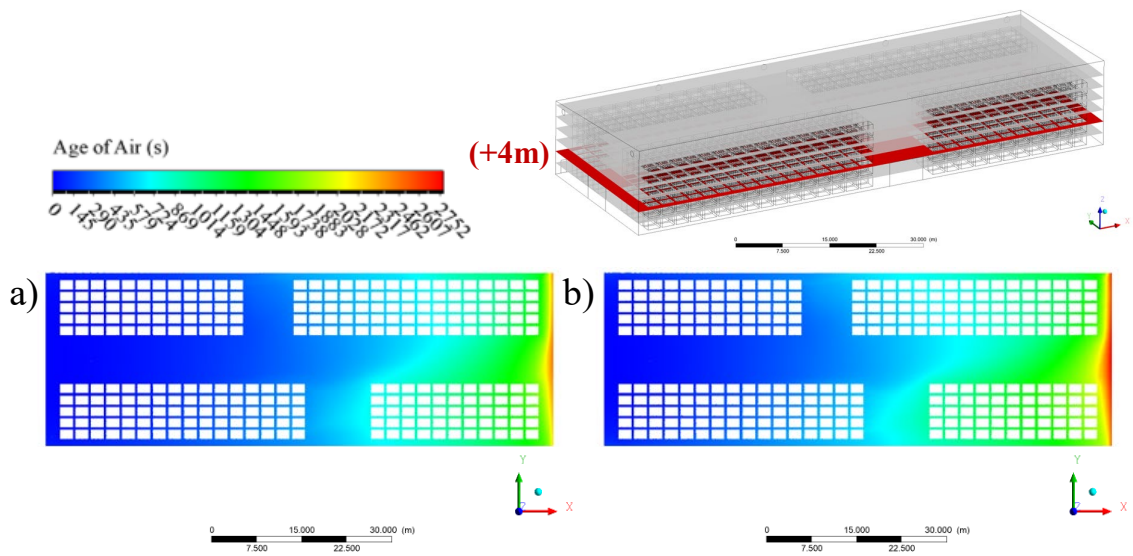 Age of Air (s)
0 145 290 435 579 724 869 1014 1159 1304 1448 1593 1738 1883 2028 2172 2317 2462 2607 2752
(+4m)
0 15.000 30.000 (m)
7.500 22.500
Z
Y
X
a)
b)
Y
X
Z
0 15.000 30.000 (m)
7.500 22.500
Y
X
Z
0 15.000 30.000 (m)
7.500 22.500